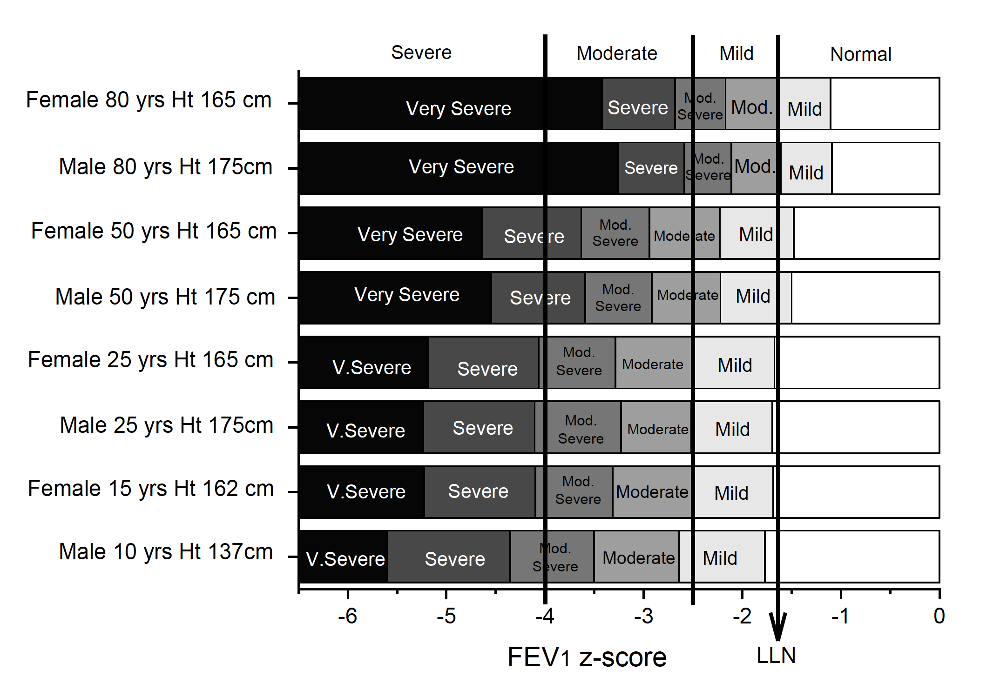 Severe Moderate Mild Normal
Female 80 yrs Ht 165 cm
Very Severe Severe Mod. Severe Mod. Mild
Male 80 yrs Ht 175cm
Very Severe Severe Mod. Severe Mod. Mild
Female 50 yrs Ht 165 cm
Very Severe Severe Mod. Severe Moderate Mild
Male 50 yrs Ht 175 cm
Very Severe Severe Mod. Severe Moderate Mild
Female 25 yrs Ht 165 cm
V.Severe Severe Mod. Severe Moderate Mild
Male 25 yrs Ht 175cm
V.Severe Severe Mod. Severe Moderate Mild
Female 15 yrs Ht 162 cm
V.Severe Severe Mod. Severe Moderate Mild
Male 10 yrs Ht 137cm
V.Severe Severe Mod. Severe Moderate Mild
-6 -5 -4 -3 -2 -1 0
FEV1 z-score LLN